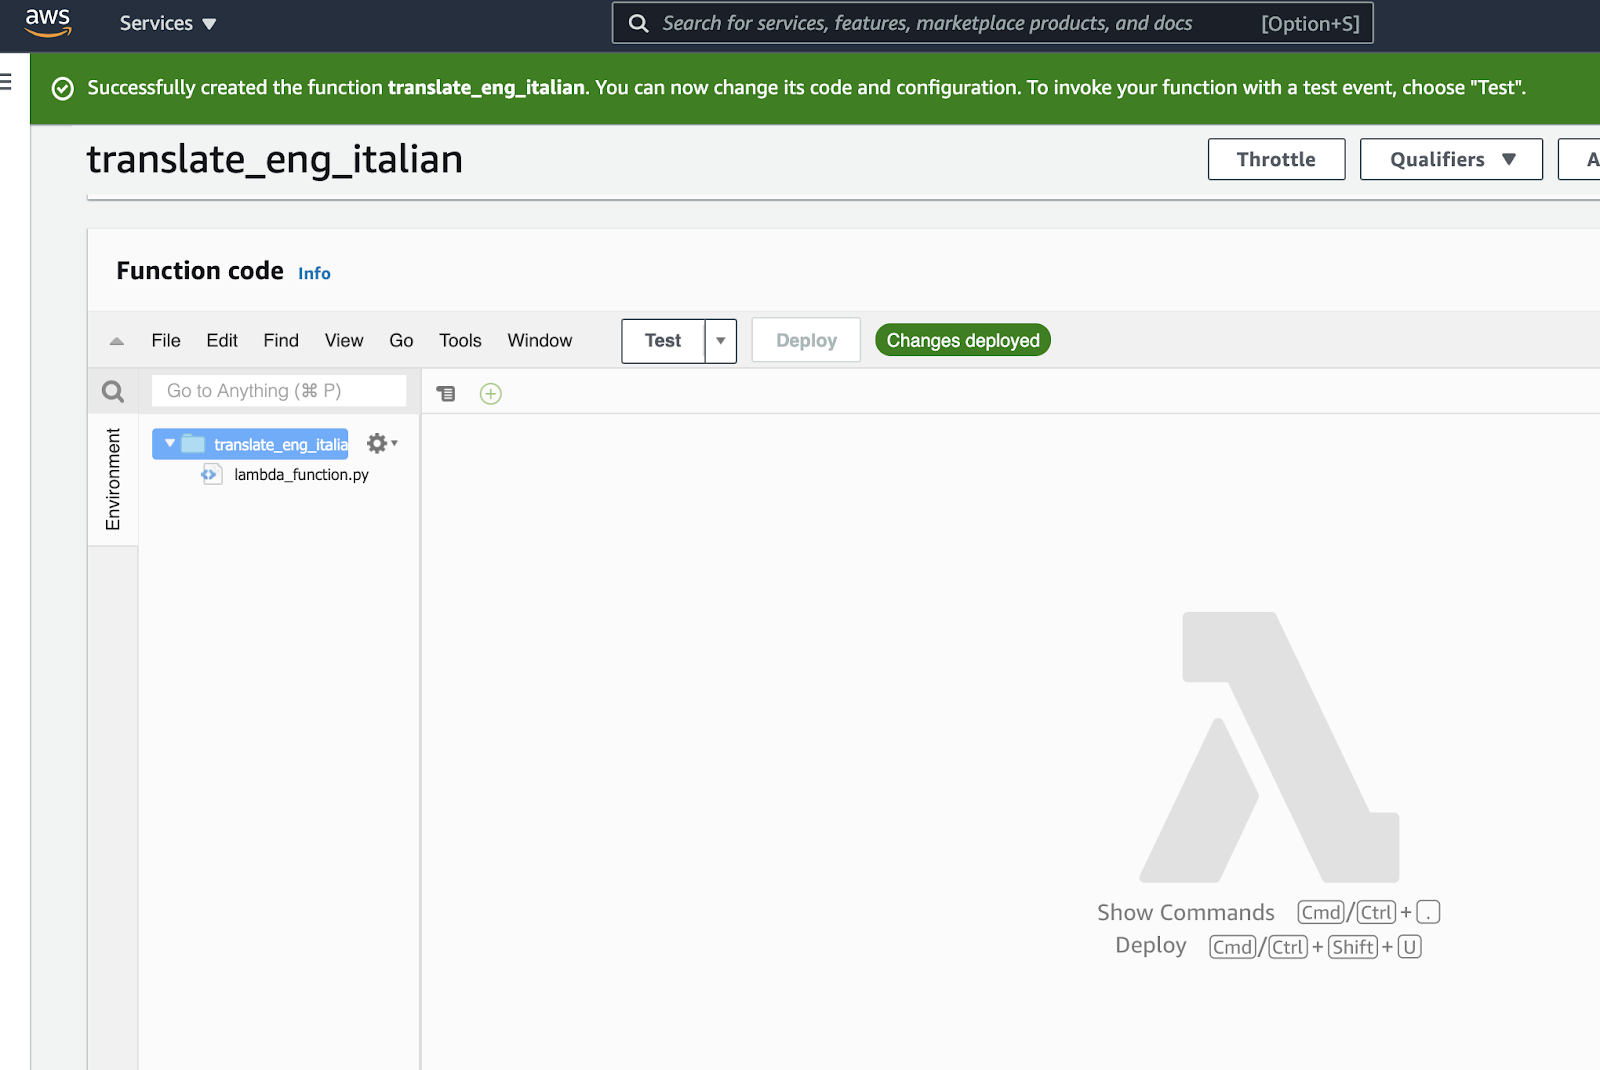 aws Services Search for services, features, marketplace products, and docs [Option+S]
Successfully created the function translate_eng_italian. You can now change its code and configuration. To invoke your function with a test event, choose "Test".
translate_eng_italian Throttle Qualifiers A
Function code Info
File Edit Find View Go Tools Window Test Deploy Changes deployed
Go to Anything (⌘ P)
Environment
translate_eng_italia
lambda_function.py
Show Commands Cmd/Ctrl+.
Deploy Cmd/Ctrl+Shift+U